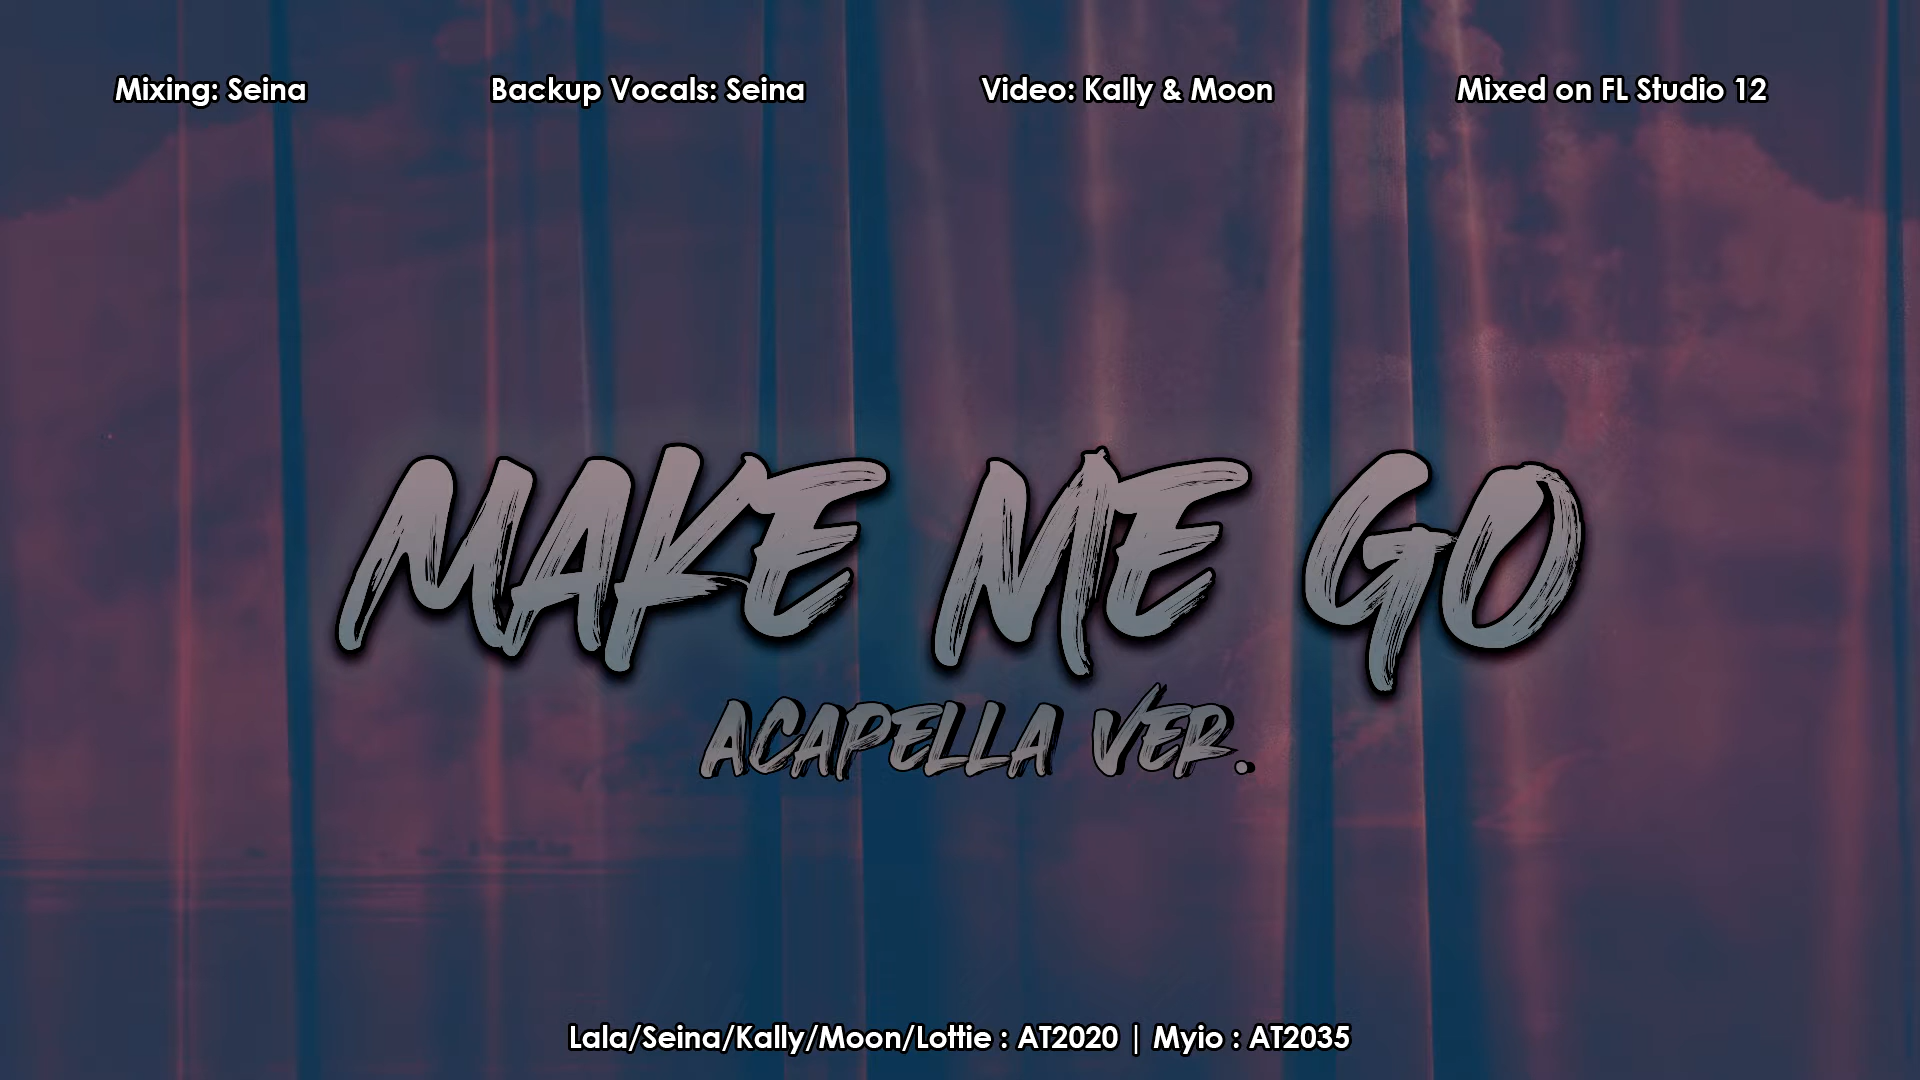 Mixing: Seina
Backup Vocals: Seina
Video: Kally & Moon
Mixed on FL Studio 12
MAKE ME GO
ACAPELLA VER.
Lala/Seina/Kally/Moon/Lottie : AT2020 | Myio : AT2035